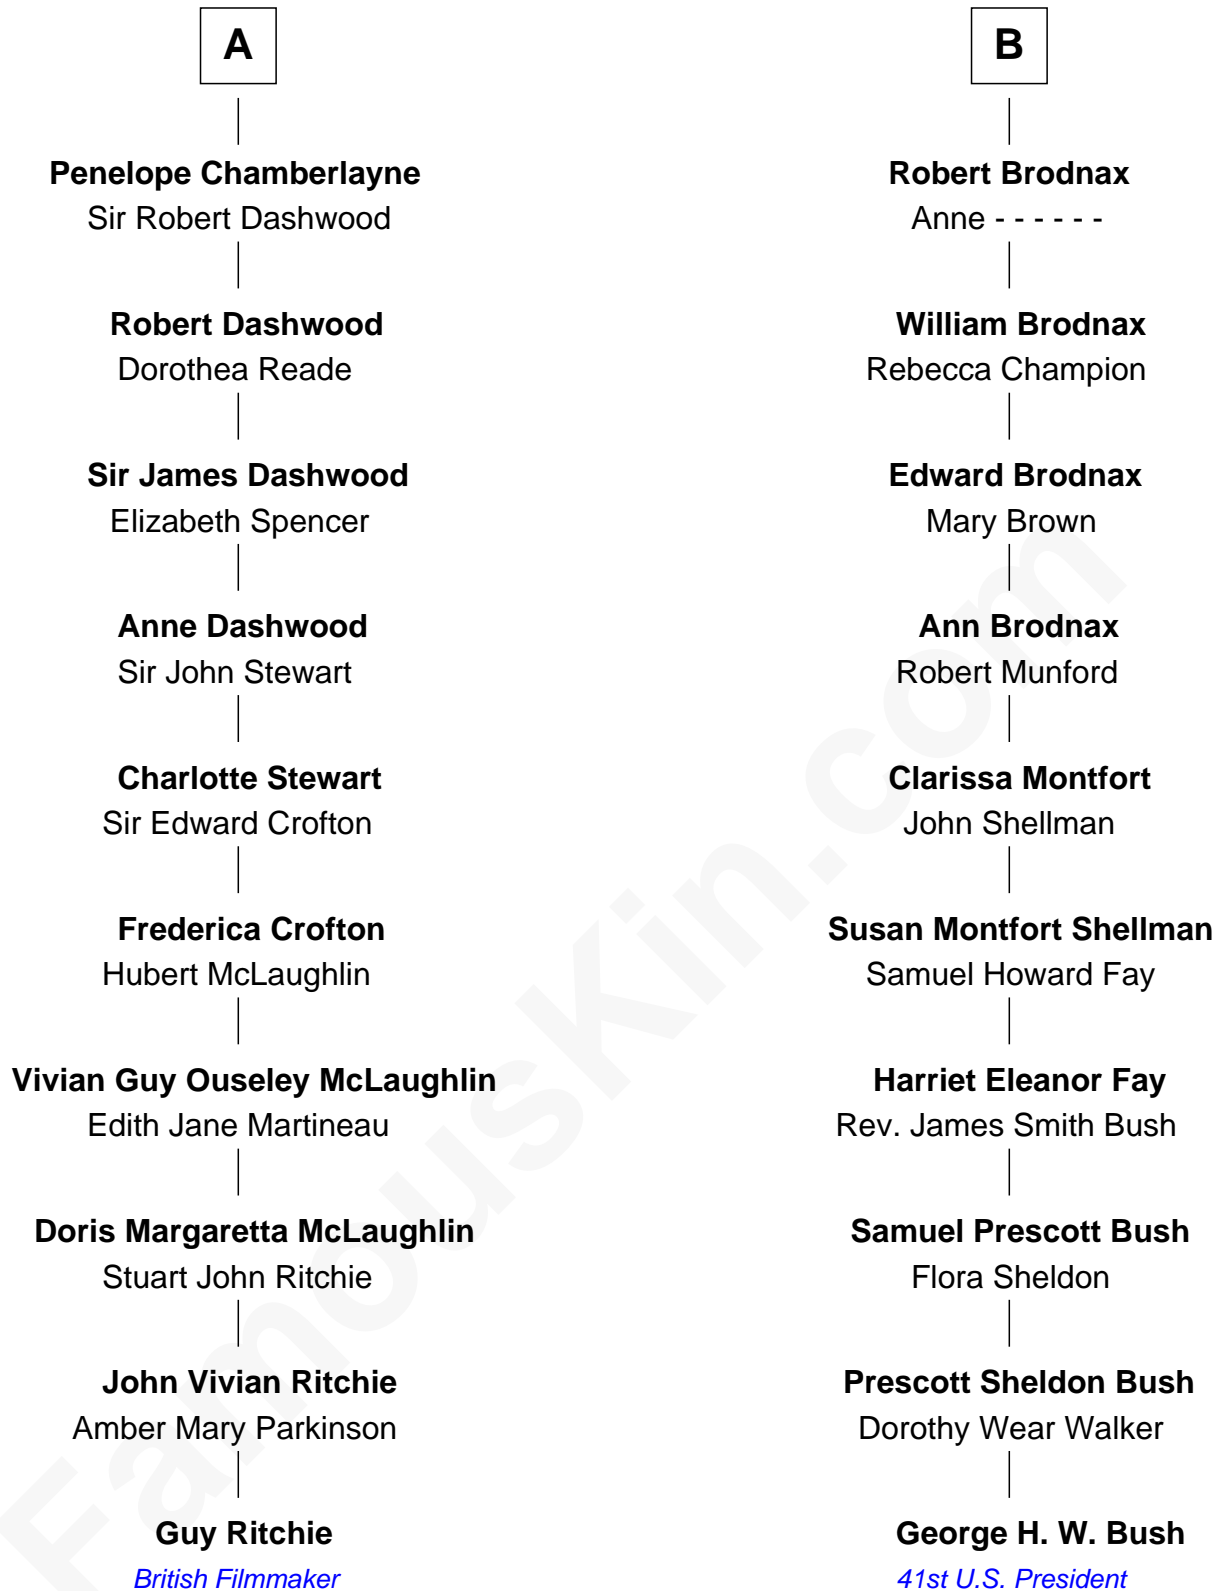 A
Penelope Chamberlayne
Sir Robert Dashwood
Robert Dashwood
Dorothea Reade
Sir James Dashwood
Elizabeth Spencer
Anne Dashwood
Sir John Stewart
Charlotte Stewart
Sir Edward Crofton
Frederica Crofton
Hubert McLaughlin
Vivian Guy Ouseley McLaughlin
Edith Jane Martineau
Doris Margaretta McLaughlin
Stuart John Ritchie
John Vivian Ritchie
Amber Mary Parkinson
Guy Ritchie
British Filmmaker
B
Robert Brodnax
Anne - - - - - -
William Brodnax
Rebecca Champion
Edward Brodnax
Mary Brown
Ann Brodnax
Robert Munford
Clarissa Montfort
John Shellman
Susan Montfort Shellman
Samuel Howard Fay
Harriet Eleanor Fay
Rev. James Smith Bush
Samuel Prescott Bush
Flora Sheldon
Prescott Sheldon Bush
Dorothy Wear Walker
George H. W. Bush
41st U.S. President
FamousKin.com